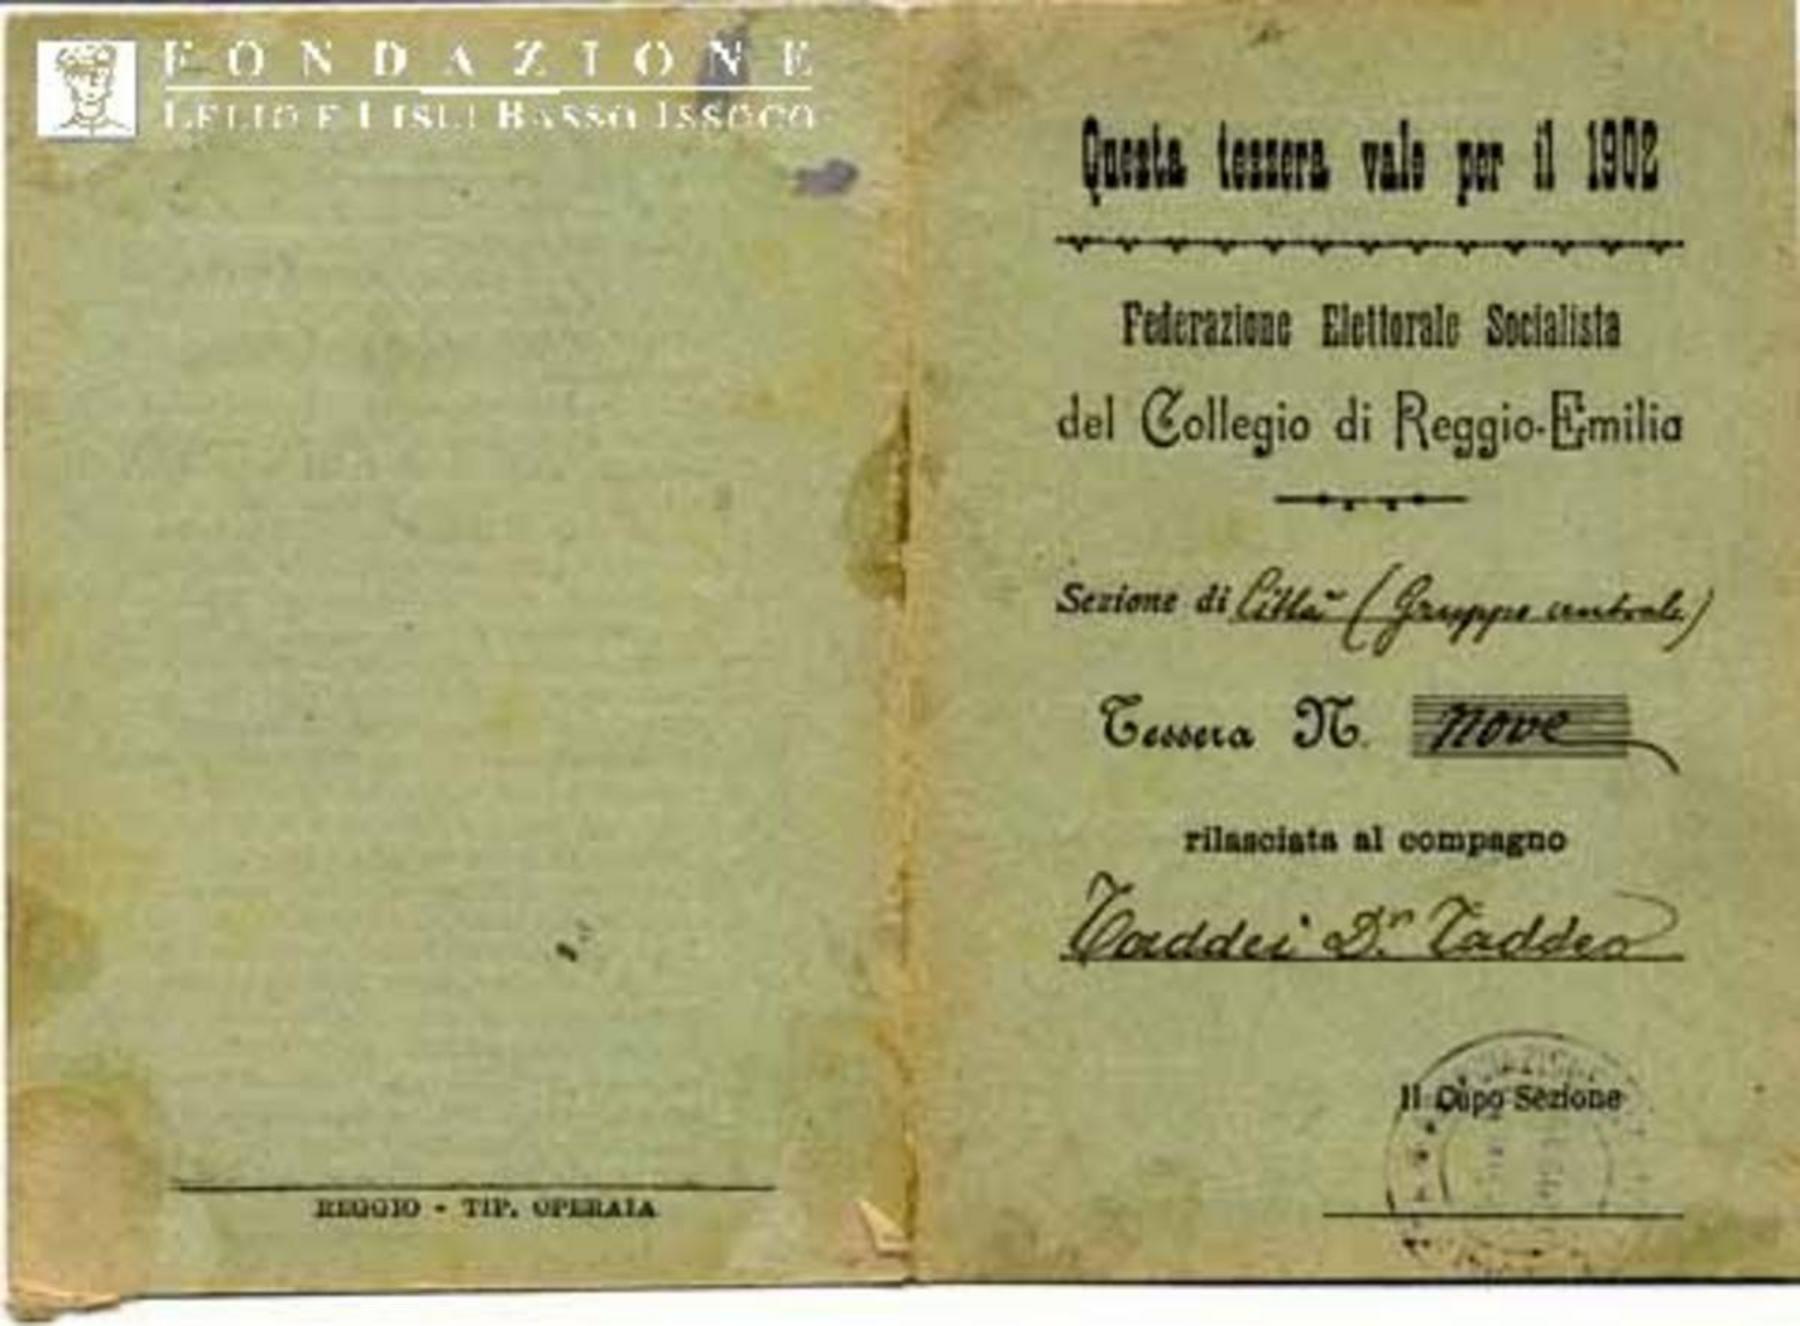 FONDAZIONE
LELIO E LISLI BASSO ISSOCO
REGGIO - TIP. OPERAIA
Questa tessera vale per il 1902
Federazione Elettorale Socialista
del Collegio di Reggio-Emilia
Sezione di Città (Gruppo centrale)
Tessera N. nove
rilasciata al compagno
Taddei Dr. Taddeo
Il Capo Sezione